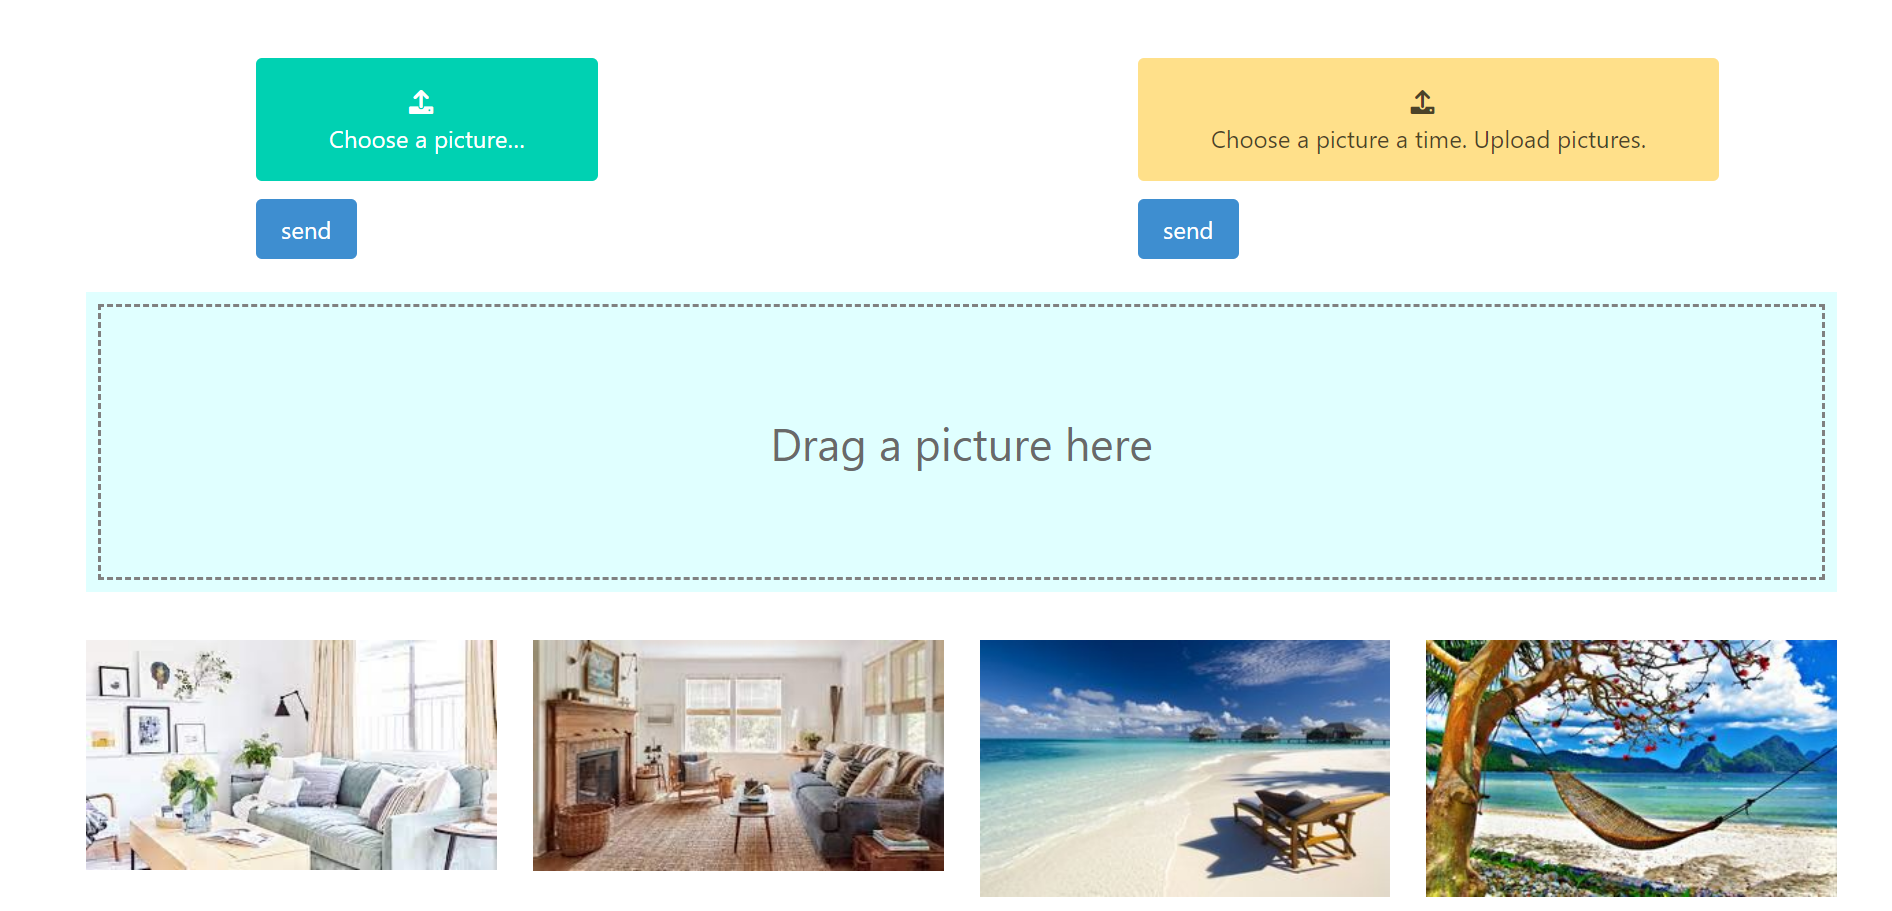 Choose a picture...
Choose a picture a time. Upload pictures.
send
send
Drag a picture here